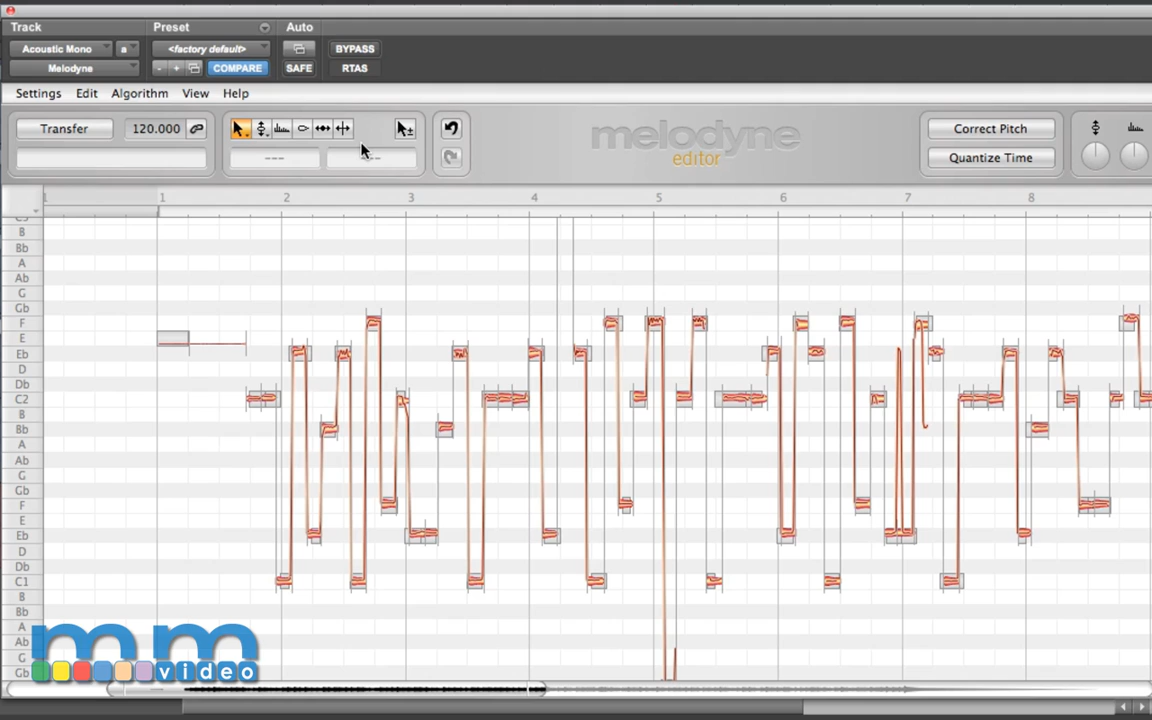 Track Preset Auto
Acoustic Mono a <factory default> BYPASS
Melodyne - + COMPARE SAFE RTAS
Settings Edit Algorithm View Help
Transfer 120.000 Correct Pitch
melodyne
editor
--- --- Quantize Time
1 1 2 3 4 5 6 7 8
B
Bb
A
Ab
G
Gb
F
E
Eb
D
Db
C2
B
Bb
A
Ab
G
Gb
F
E
Eb
D
Db
C1
B
Bb
A
Ab
G
Gb
mm
video